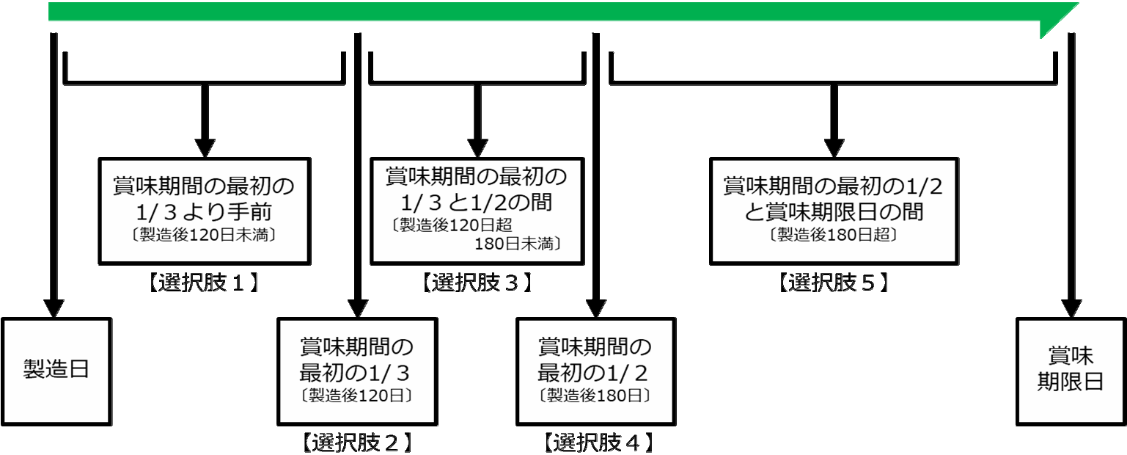 賞味期間の最初の
1/３より手前
〔製造後120日未満〕
【選択肢１】
賞味期間の最初の
1/３と1/2の間
〔製造後120日超
180日未満〕
【選択肢３】
賞味期間の最初の1/2
と賞味期限日の間
〔製造後180日超〕
【選択肢５】
製造日
賞味期間の
最初の1/３
〔製造後120日〕
【選択肢２】
賞味期間の
最初の1/２
〔製造後180日〕
【選択肢４】
賞味
期限日